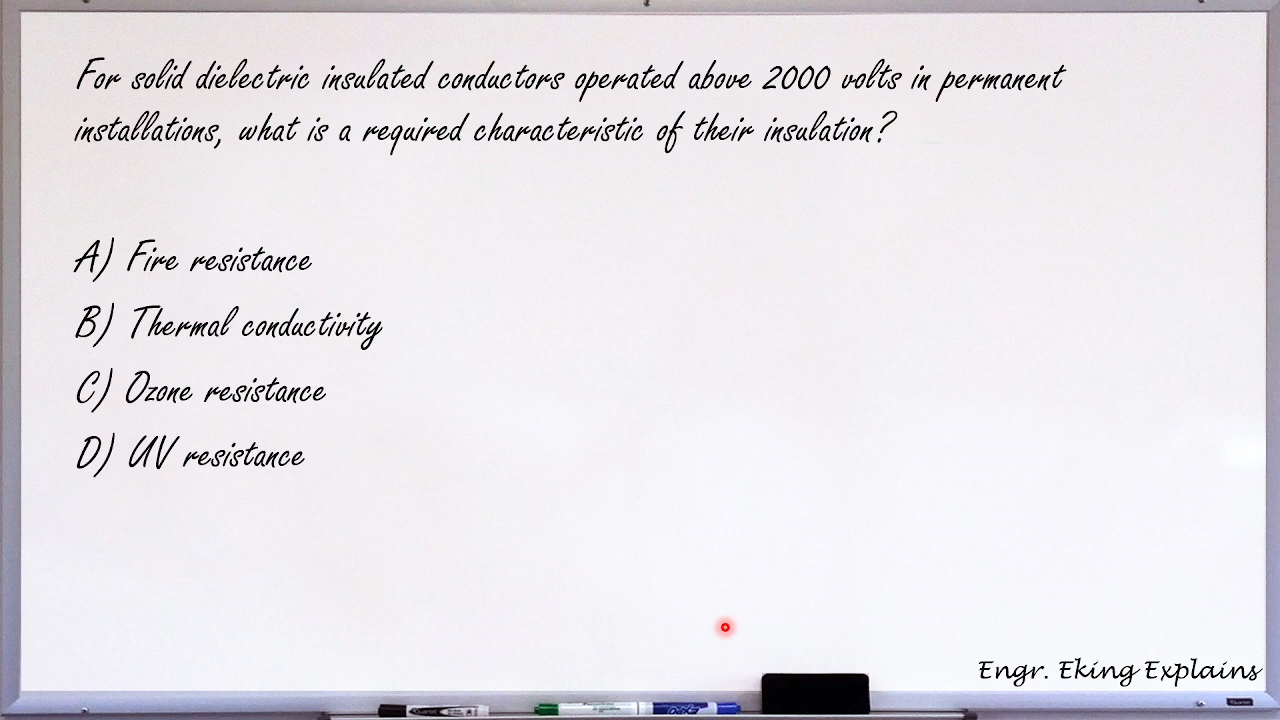 For solid dielectric insulated conductors operated above 2000 volts in permanent
installations, what is a required characteristic of their insulation?
A) Fire resistance
B) Thermal conductivity
C) Ozone resistance
D) UV resistance
Engr. Eking Explains